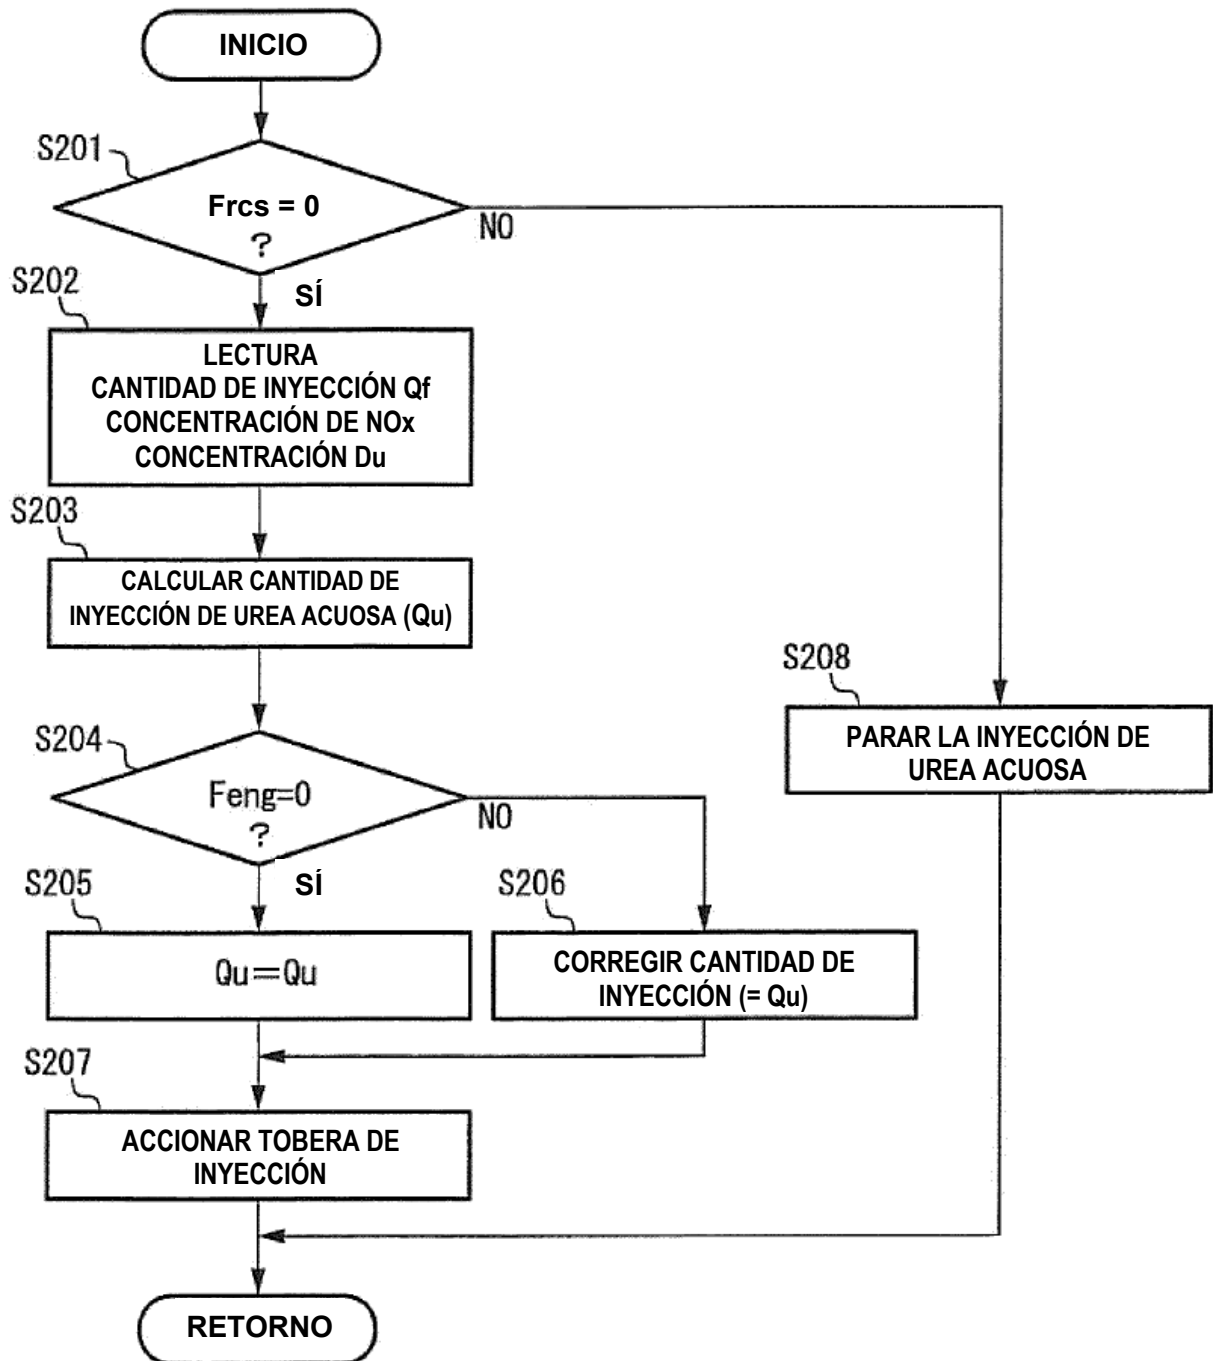 INICIO
S201
Frcs = 0
?
NO
S202
SÍ
LECTURA
CANTIDAD DE INYECCIÓN Qf
CONCENTRACIÓN DE NOx
CONCENTRACIÓN Du
S203
CALCULAR CANTIDAD DE
INYECCIÓN DE UREA ACUOSA (Qu)
S208
PARAR LA INYECCIÓN DE
UREA ACUOSA
S204
Feng=0
?
NO
S205
SÍ
S206
Qu=Qu
CORREGIR CANTIDAD DE
INYECCIÓN (= Qu)
S207
ACCIONAR TOBERA DE
INYECCIÓN
RETORNO